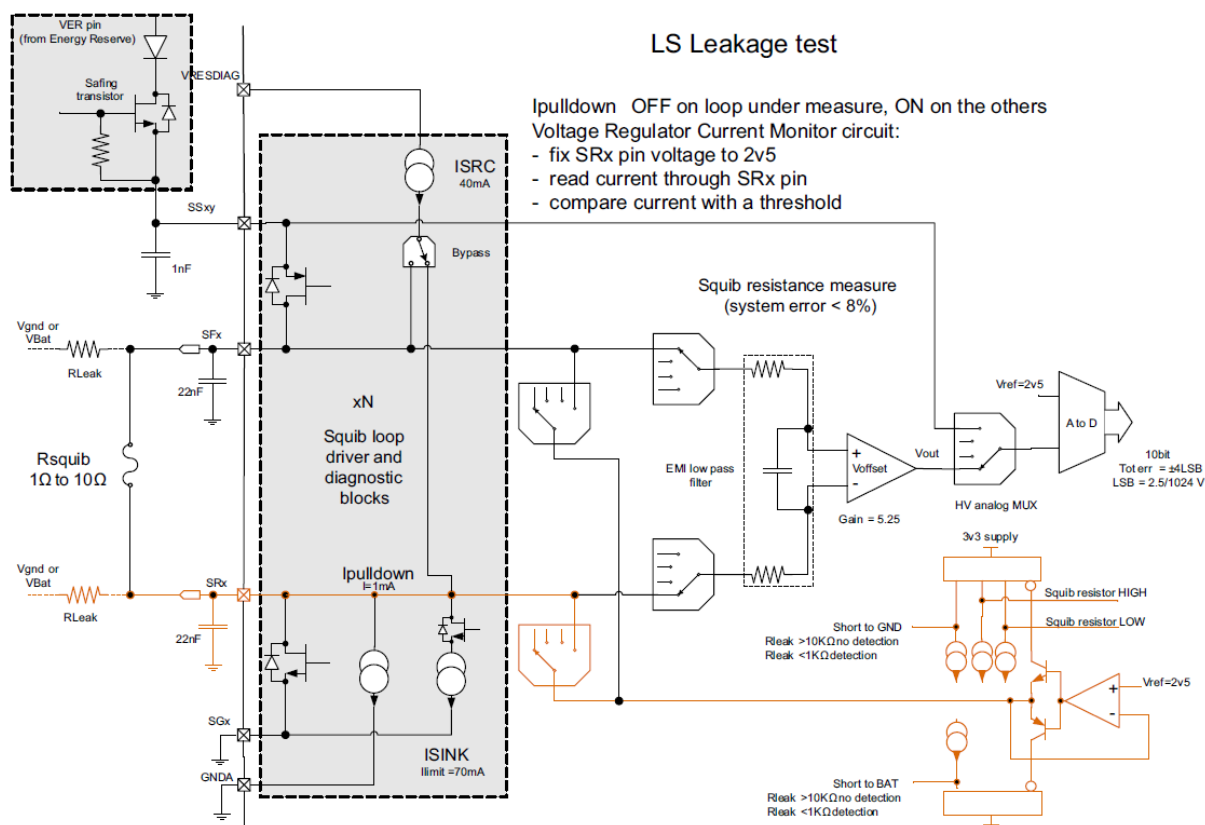 VER pin
(from Energy Reserve)
Safing
transistor
VRESDIAG
SSxy
1nF
LS Leakage test
Ipulldown OFF on loop under measure, ON on the others
Voltage Regulator Current Monitor circuit:
- fix SRx pin voltage to 2v5
- read current through SRx pin
- compare current with a threshold
ISRC
40mA
Bypass
Squib resistance measure
(system error < 8%)
Vgnd or
VBat
RLeak
SFx
22nF
xN
Squib loop
driver and
diagnostic
blocks
Rsquib
1Ω to 10Ω
EMI low pass
filter
+
-
Voffset
Vout
Gain = 5.25
Vref=2v5
A to D
10bit
Tot err = ±4LSB
LSB = 2.5/1024 V
HV analog MUX
3v3 supply
Vgnd or
VBat
RLeak
SRx
22nF
Ipulldown
I=1mA
Squib resistor HIGH
Squib resistor LOW
Short to GND
Rleak >10KΩ no detection
Rleak <1KΩ detection
+
-
Vref=2v5
SGx
GNDA
ISINK
Ilimit =70mA
Short to BAT
Rleak >10KΩ no detection
Rleak <1KΩ detection